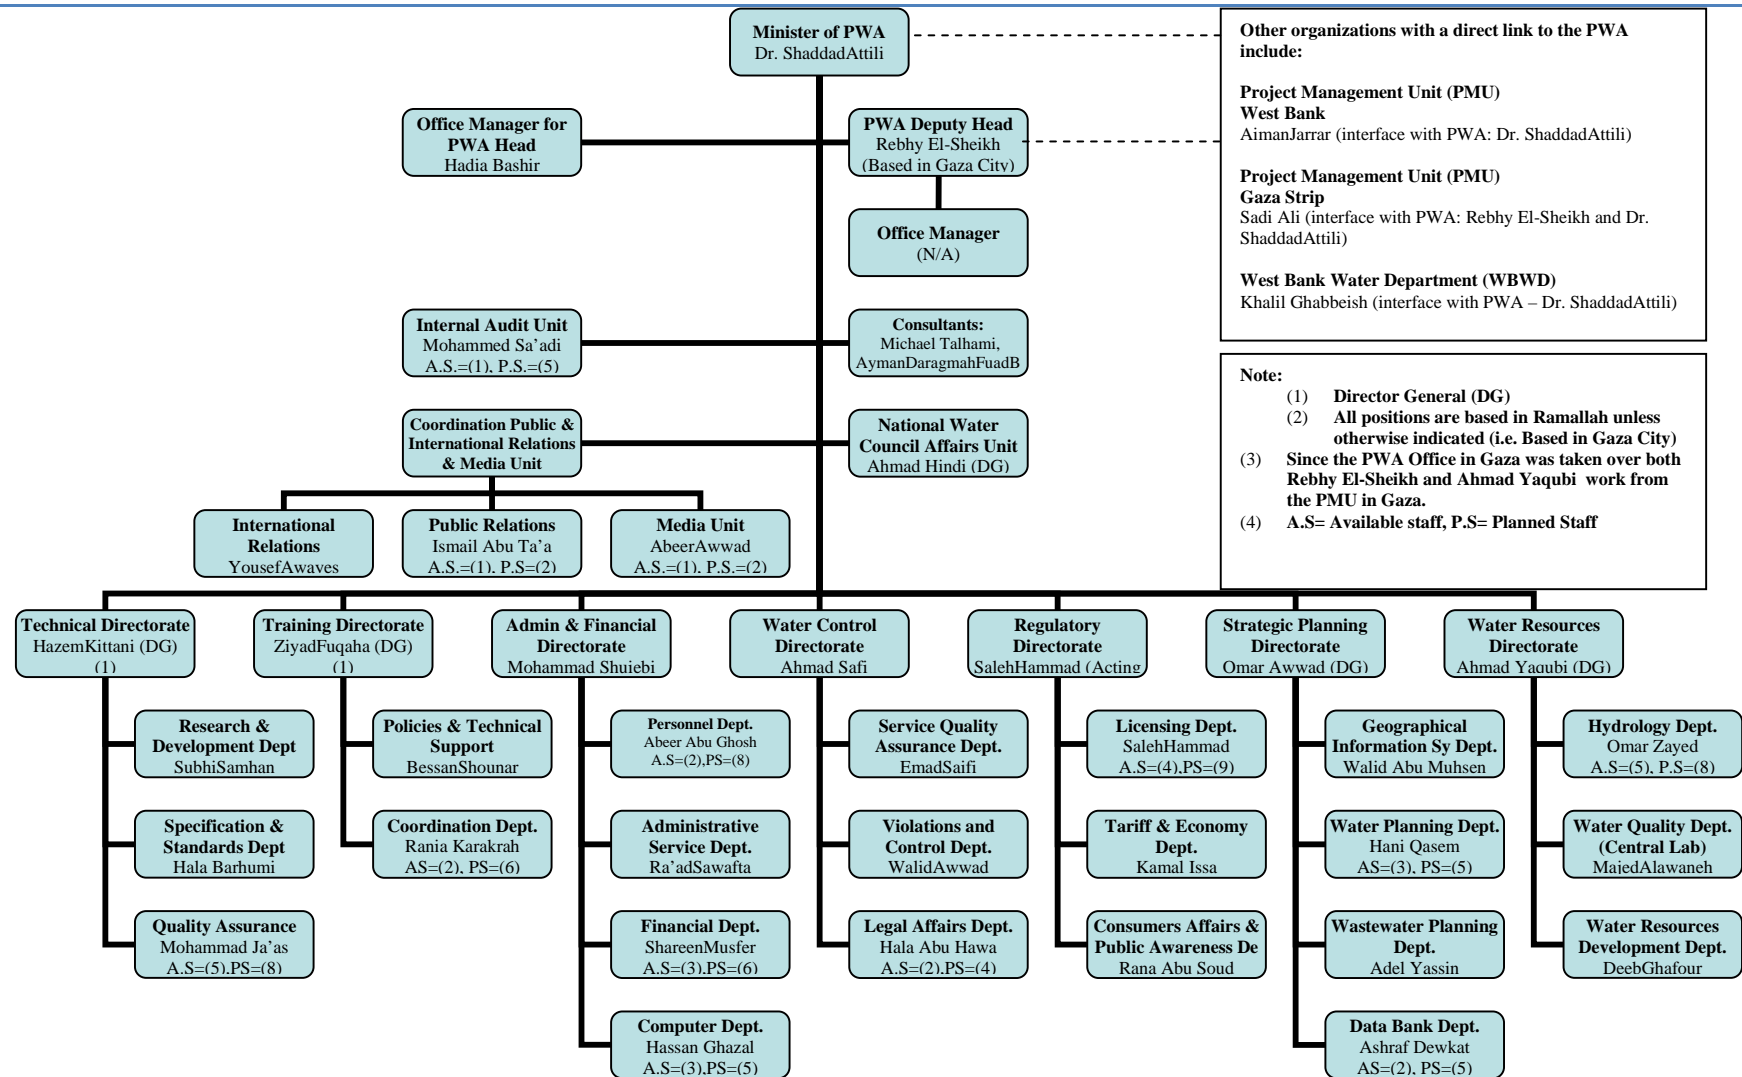 Minister of PWA
Dr. ShaddadAttili
Other organizations with a direct link to the PWA
include:
Project Management Unit (PMU)
West Bank
AimanJarrar (interface with PWA: Dr. ShaddadAttili)
Project Management Unit (PMU)
Gaza Strip
Sadi Ali (interface with PWA: Rebhy El-Sheikh and Dr.
ShaddadAttili)
West Bank Water Department (WBWD)
Khalil Ghabbeish (interface with PWA – Dr. ShaddadAttili)
Office Manager for
PWA Head
Hadia Bashir
PWA Deputy Head
Rebhy El-Sheikh
(Based in Gaza City)
Office Manager
(N/A)
Internal Audit Unit
Mohammed Sa’adi
A.S.=(1), P.S.=(5)
Consultants:
Michael Talhami,
AymanDaragmahFuadB
Note:
(1) Director General (DG)
(2) All positions are based in Ramallah unless
otherwise indicated (i.e. Based in Gaza City)
(3) Since the PWA Office in Gaza was taken over both
Rebhy El-Sheikh and Ahmad Yaqubi work from
the PMU in Gaza.
(4) A.S= Available staff, P.S= Planned Staff
Coordination Public &
International Relations
& Media Unit
National Water
Council Affairs Unit
Ahmad Hindi (DG)
International
Relations
YousefAwayes
Public Relations
Ismail Abu Ta’a
A.S.=(1), P.S=(2)
Media Unit
AbeerAwwad
A.S.=(1), P.S.=(2)
Technical Directorate
HazemKittani (DG)
(1)
Training Directorate
ZiyadFuqaha (DG)
(1)
Admin & Financial
Directorate
Mohammad Shuiebi
Water Control
Directorate
Ahmad Safi
Regulatory
Directorate
SalehHammad (Acting
Strategic Planning
Directorate
Omar Awwad (DG)
Water Resources
Directorate
Ahmad Yaqubi (DG)
Research &
Development Dept
SubhiSamhan
Policies & Technical
Support
BessanShounar
Personnel Dept.
Abeer Abu Ghosh
A.S=(2),PS=(8)
Service Quality
Assurance Dept.
EmadSaifi
Licensing Dept.
SalehHammad
A.S=(4),PS=(9)
Geographical
Information Sy Dept.
Walid Abu Muhsen
Hydrology Dept.
Omar Zayed
A.S=(5), P.S=(8)
Specification &
Standards Dept
Hala Barhumi
Coordination Dept.
Rania Karakrah
AS=(2), PS=(6)
Administrative
Service Dept.
Ra’adSawafta
Violations and
Control Dept.
WalidAwwad
Tariff & Economy
Dept.
Kamal Issa
Water Planning Dept.
Hani Qasem
AS=(3), PS=(5)
Water Quality Dept.
(Central Lab)
MajedAlawaneh
Quality Assurance
Mohammad Ja’as
A.S=(5),PS=(8)
Financial Dept.
ShareenMusfer
A.S=(3),PS=(6)
Legal Affairs Dept.
Hala Abu Hawa
A.S=(2),PS=(4)
Consumers Affairs &
Public Awareness De
Rana Abu Soud
Wastewater Planning
Dept.
Adel Yassin
Water Resources
Development Dept.
DeebGhafour
Computer Dept.
Hassan Ghazal
A.S=(3),PS=(5)
Data Bank Dept.
Ashraf Dewkat
AS=(2), PS=(5)